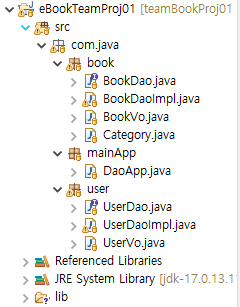 eBookTeamProj01 [teamBookProj01
src
com.java
book
BookDao.java
BookDaoImpl.java
BookVo.java
Category.java
mainApp
DaoApp.java
user
UserDao.java
UserDaoImpl.java
UserVo.java
Referenced Libraries
JRE System Library [jdk-17.0.13.1
lib